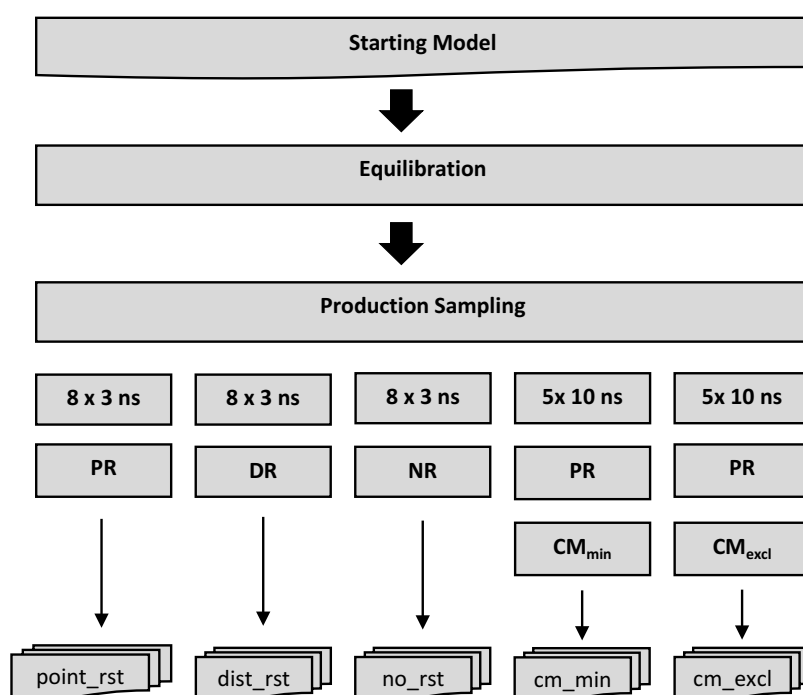 Starting Model
Equilibration
Production Sampling
8 x 3 ns 8 x 3 ns 8 x 3 ns 5x 10 ns 5x 10 ns
PR DR NR PR PR
CMmin CMexcl
point_rst dist_rst no_rst cm_min cm_excl